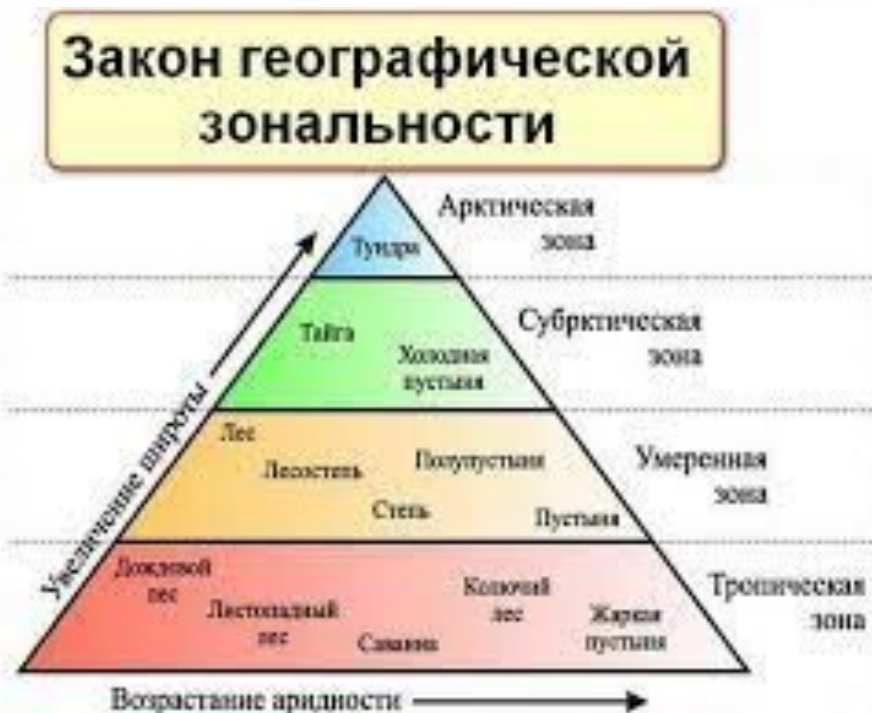 Закон географической
зональности
Арктическая
зона
Тундра
Субрктическая
зона
Тайга
Холодная
пустыня
Увеличение широты
Умеренная
зона
Лес
Лесостепь
Полупустыня
Степь
Пустыня
Тропическая
зона
Дождевой
лес
Листопадный
лес
Саванна
Колючий
лес
Жаркая
пустыня
Возрастание аридности